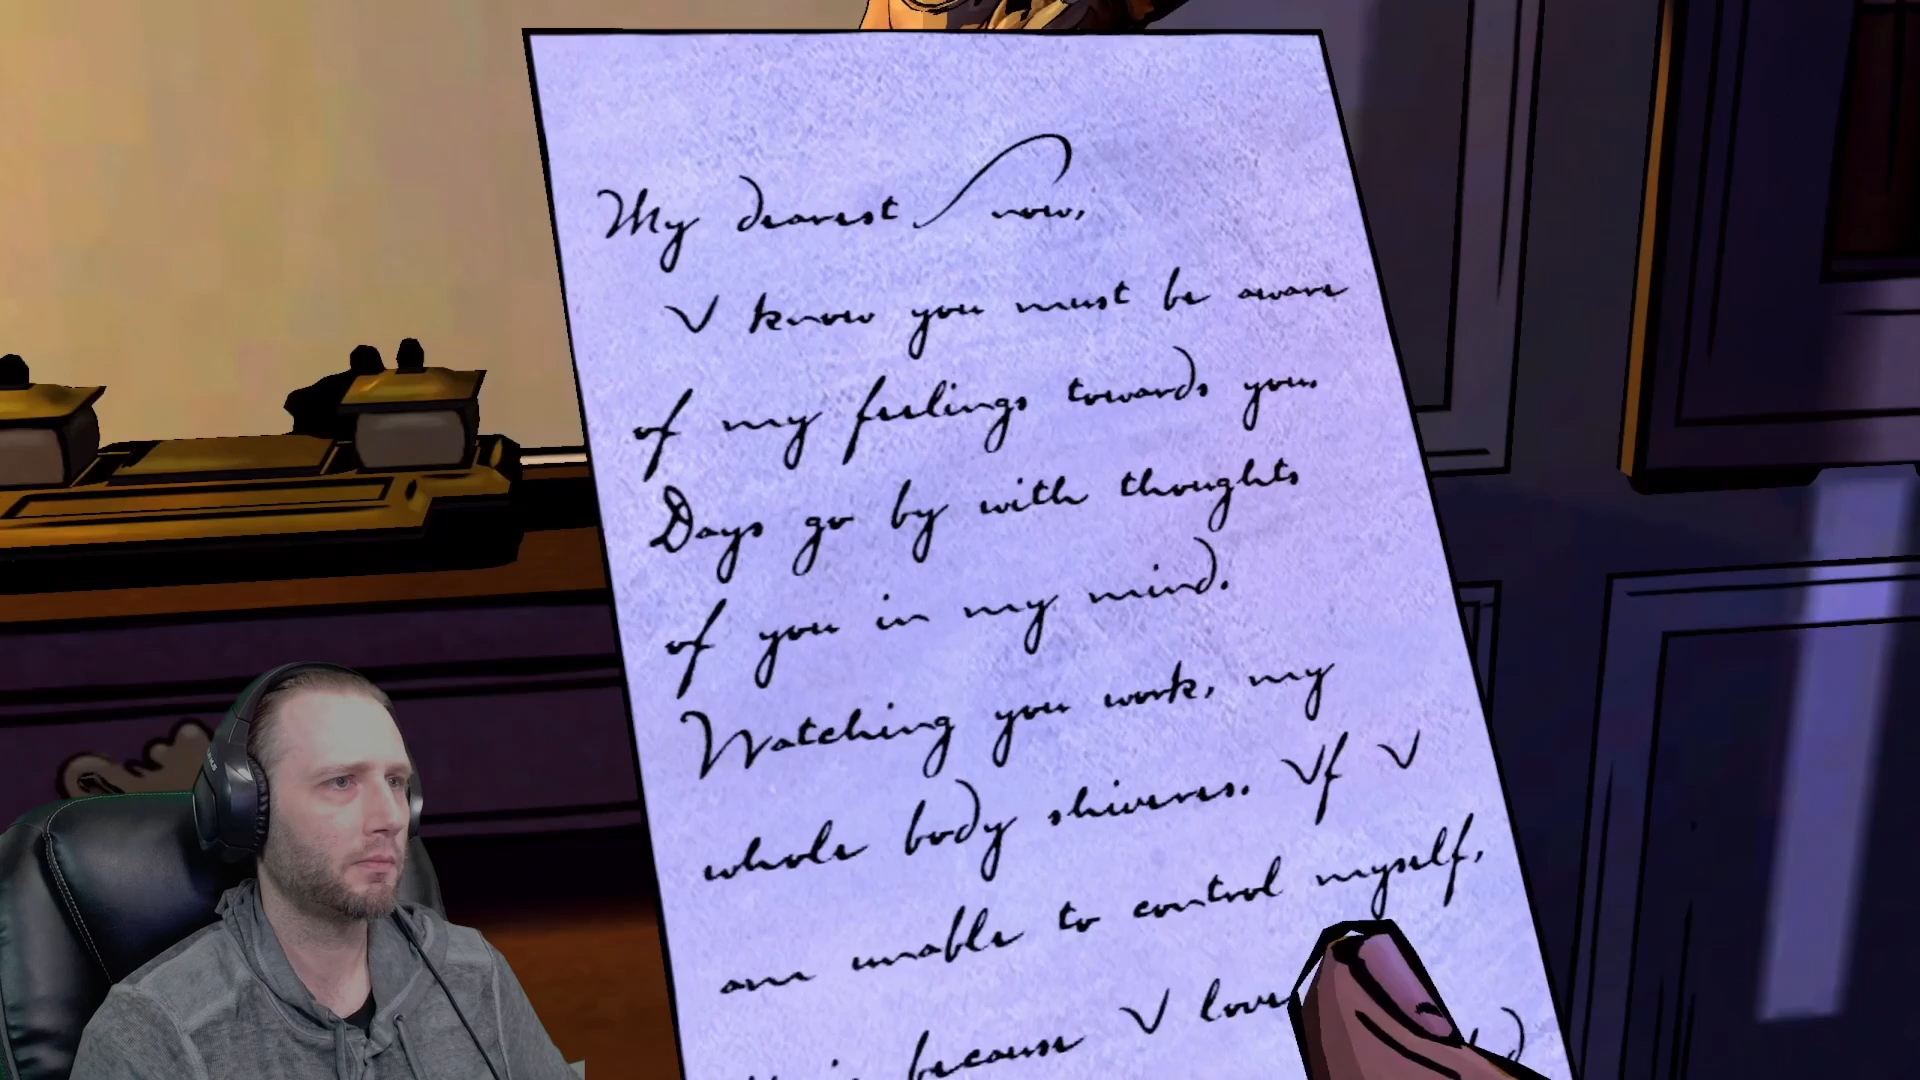 My dearest Snow,
I know you must be aware
of my feelings towards you.
Days go by with thoughts
of you in my mind.
Watching you work, my
whole body shiveres. If I
am unable to control myself,
because I love